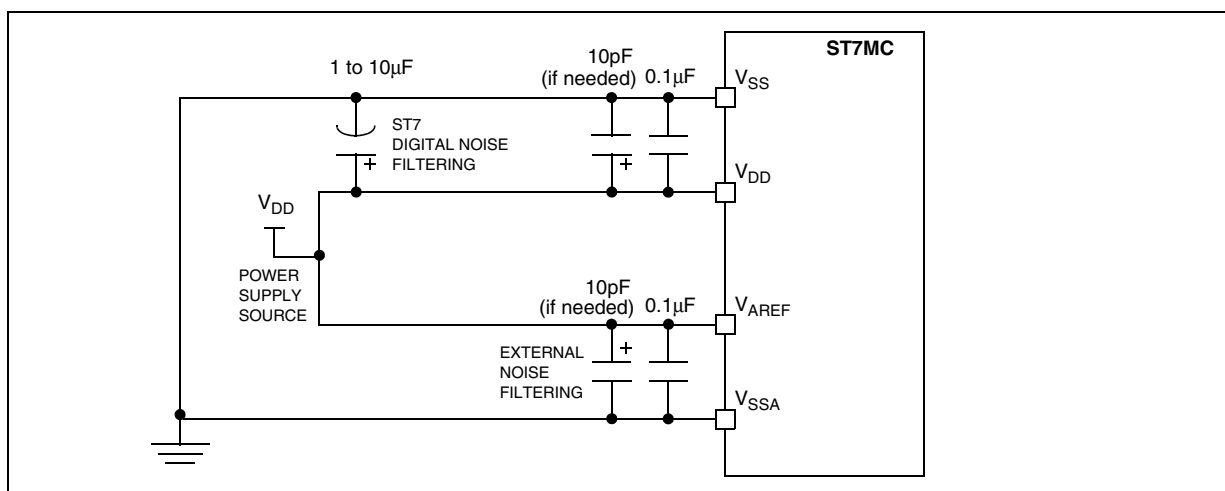 ST7MC
1 to 10μF
10pF
(if needed)
0.1μF
VSS
ST7
DIGITAL NOISE
FILTERING
+
+
VDD
VDD
POWER
SUPPLY
SOURCE
10pF
(if needed)
0.1μF
VAREF
EXTERNAL
NOISE
FILTERING
+
VSSA